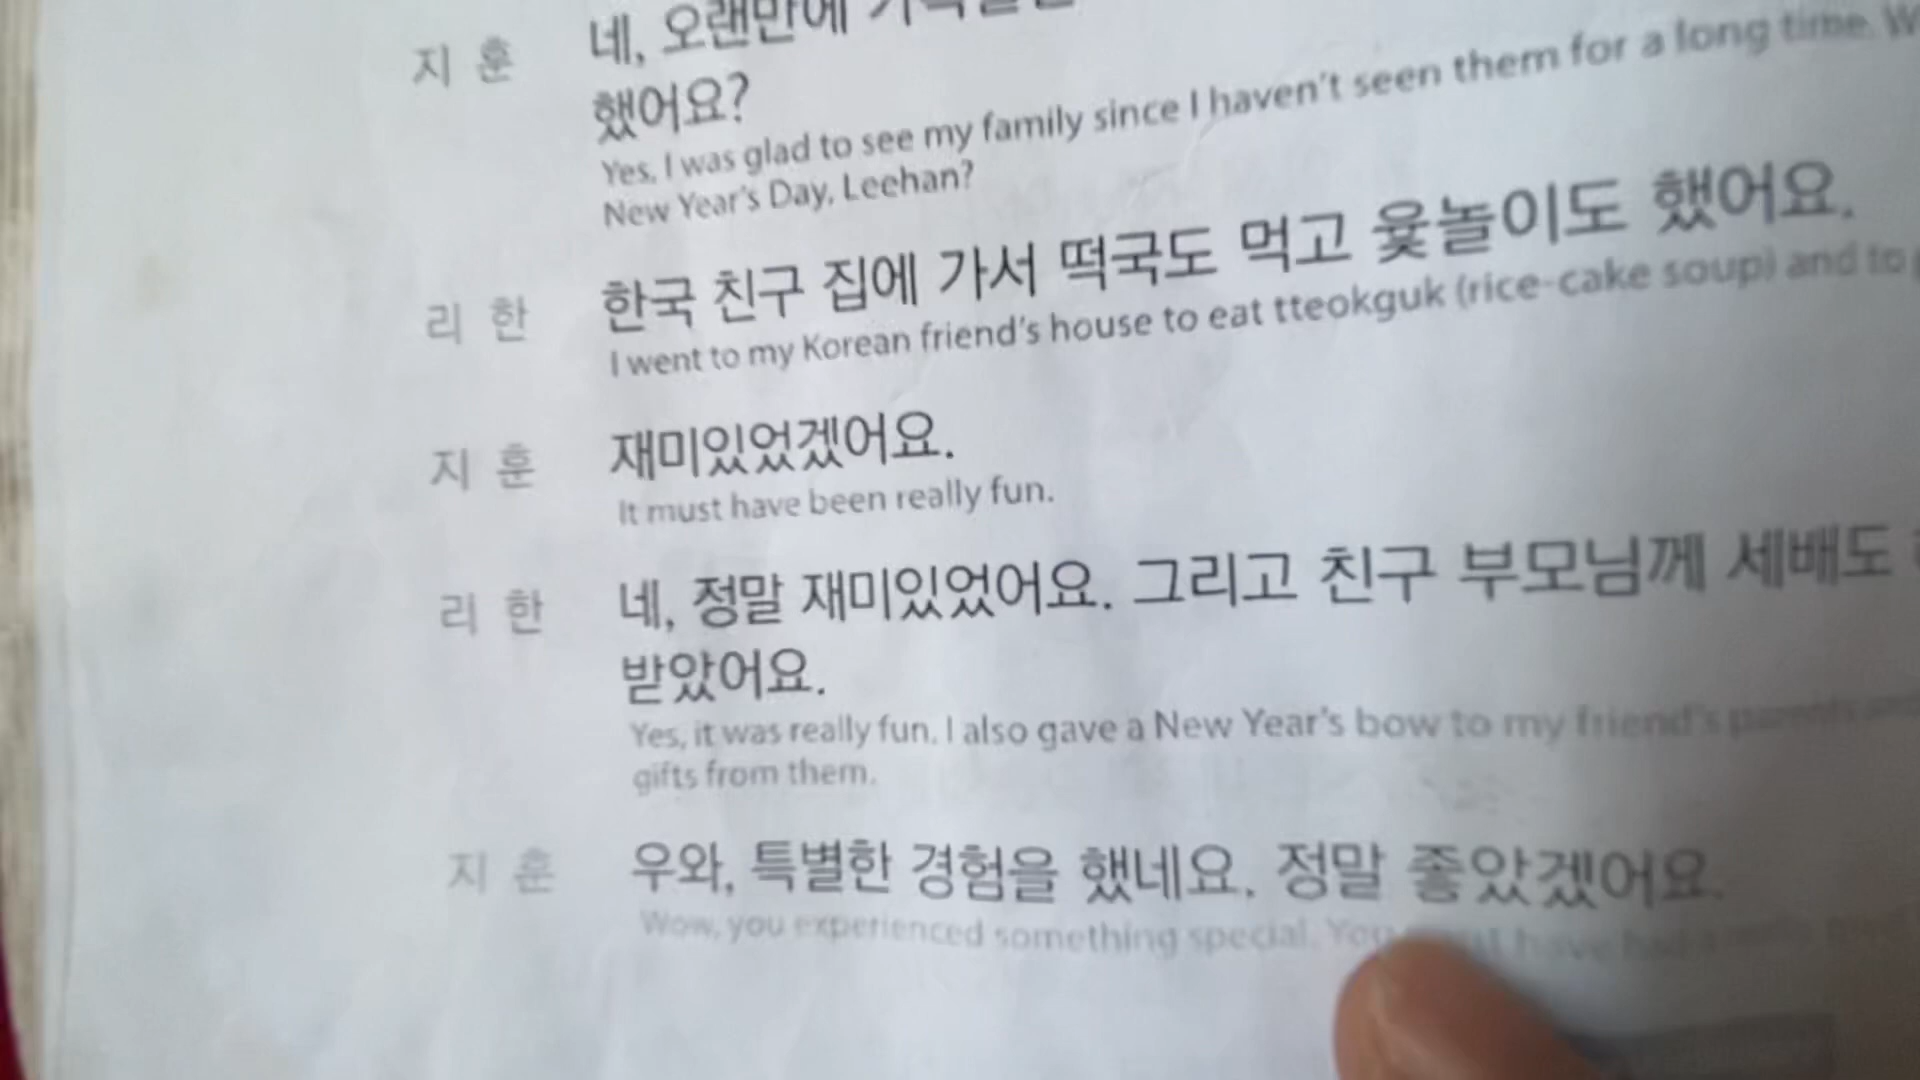 지훈 네, 오랜만에
했어요?
Yes, I was glad to see my family since I haven't seen them for a long time.
New Year's Day, Leehan?
리한 한국 친구 집에 가서 떡국도 먹고 윷놀이도 했어요.
I went to my Korean friend's house to eat tteokguk (rice-cake soup) and to
지훈 재미있었겠어요.
It must have been really fun.
리한 네, 정말 재미있었어요. 그리고 친구 부모님께 세배도
받았어요.
Yes, it was really fun. I also gave a New Year's bow to my friend's parents
gifts from them.
지훈 우와, 특별한 경험을 했네요. 정말 좋았겠어요.
Wow, you experienced something special. You have